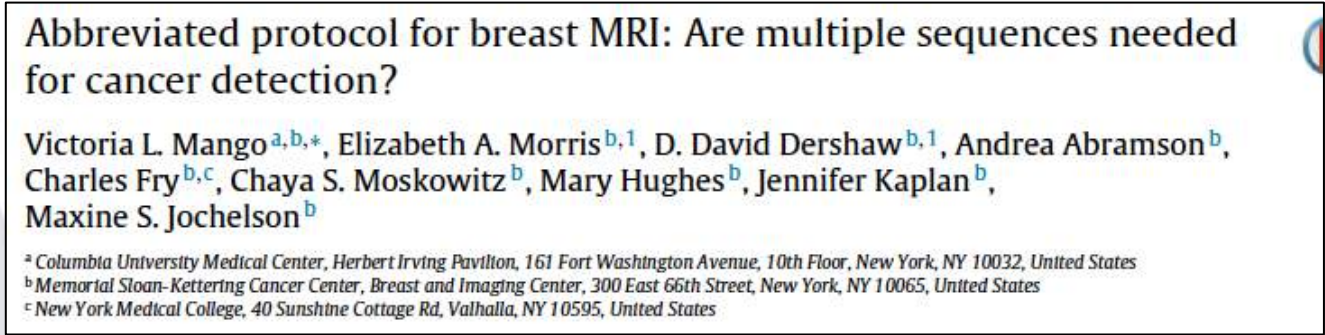 Abbreviated protocol for breast MRI: Are multiple sequences needed
for cancer detection?
Victoria L. Mango a,b,*, Elizabeth A. Morris b,1, D. David Dershaw b,1, Andrea Abramson b,
Charles Fry b,c, Chaya S. Moskowitz b, Mary Hughes b, Jennifer Kaplan b,
Maxine S. Jochelson b
a Columbia University Medical Center, Herbert Irving Pavilion, 161 Fort Washington Avenue, 10th Floor, New York, NY 10032, United States
b Memorial Sloan-Kettering Cancer Center, Breast and Imaging Center, 300 East 66th Street, New York, NY 10065, United States
c New York Medical College, 40 Sunshine Cottage Rd, Valhalla, NY 10595, United States